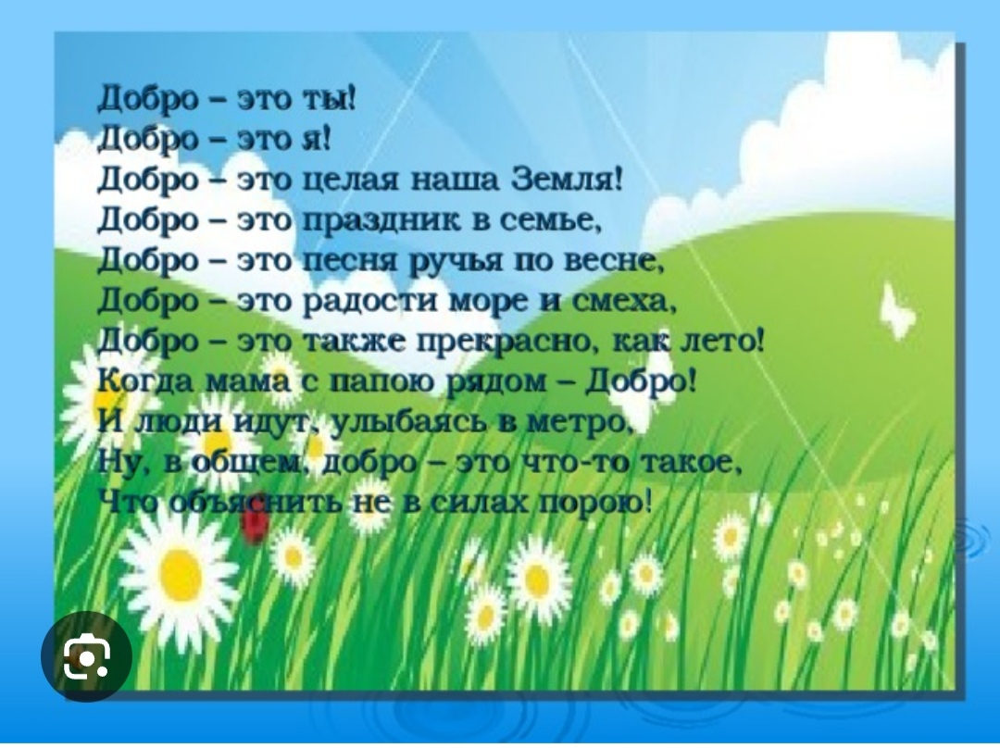 Добро – это ты!
Добро – это я!
Добро – это целая наша Земля!
Добро – это праздник в семье,
Добро – это песня ручья по весне,
Добро – это радости море и смеха,
Добро – это также прекрасно, как лето!
Когда мама с папою рядом – Добро!
И люди идут, улыбаясь в метро,
Ну, в общем, добро – это что-то такое,
Что объяснить не в силах порою!